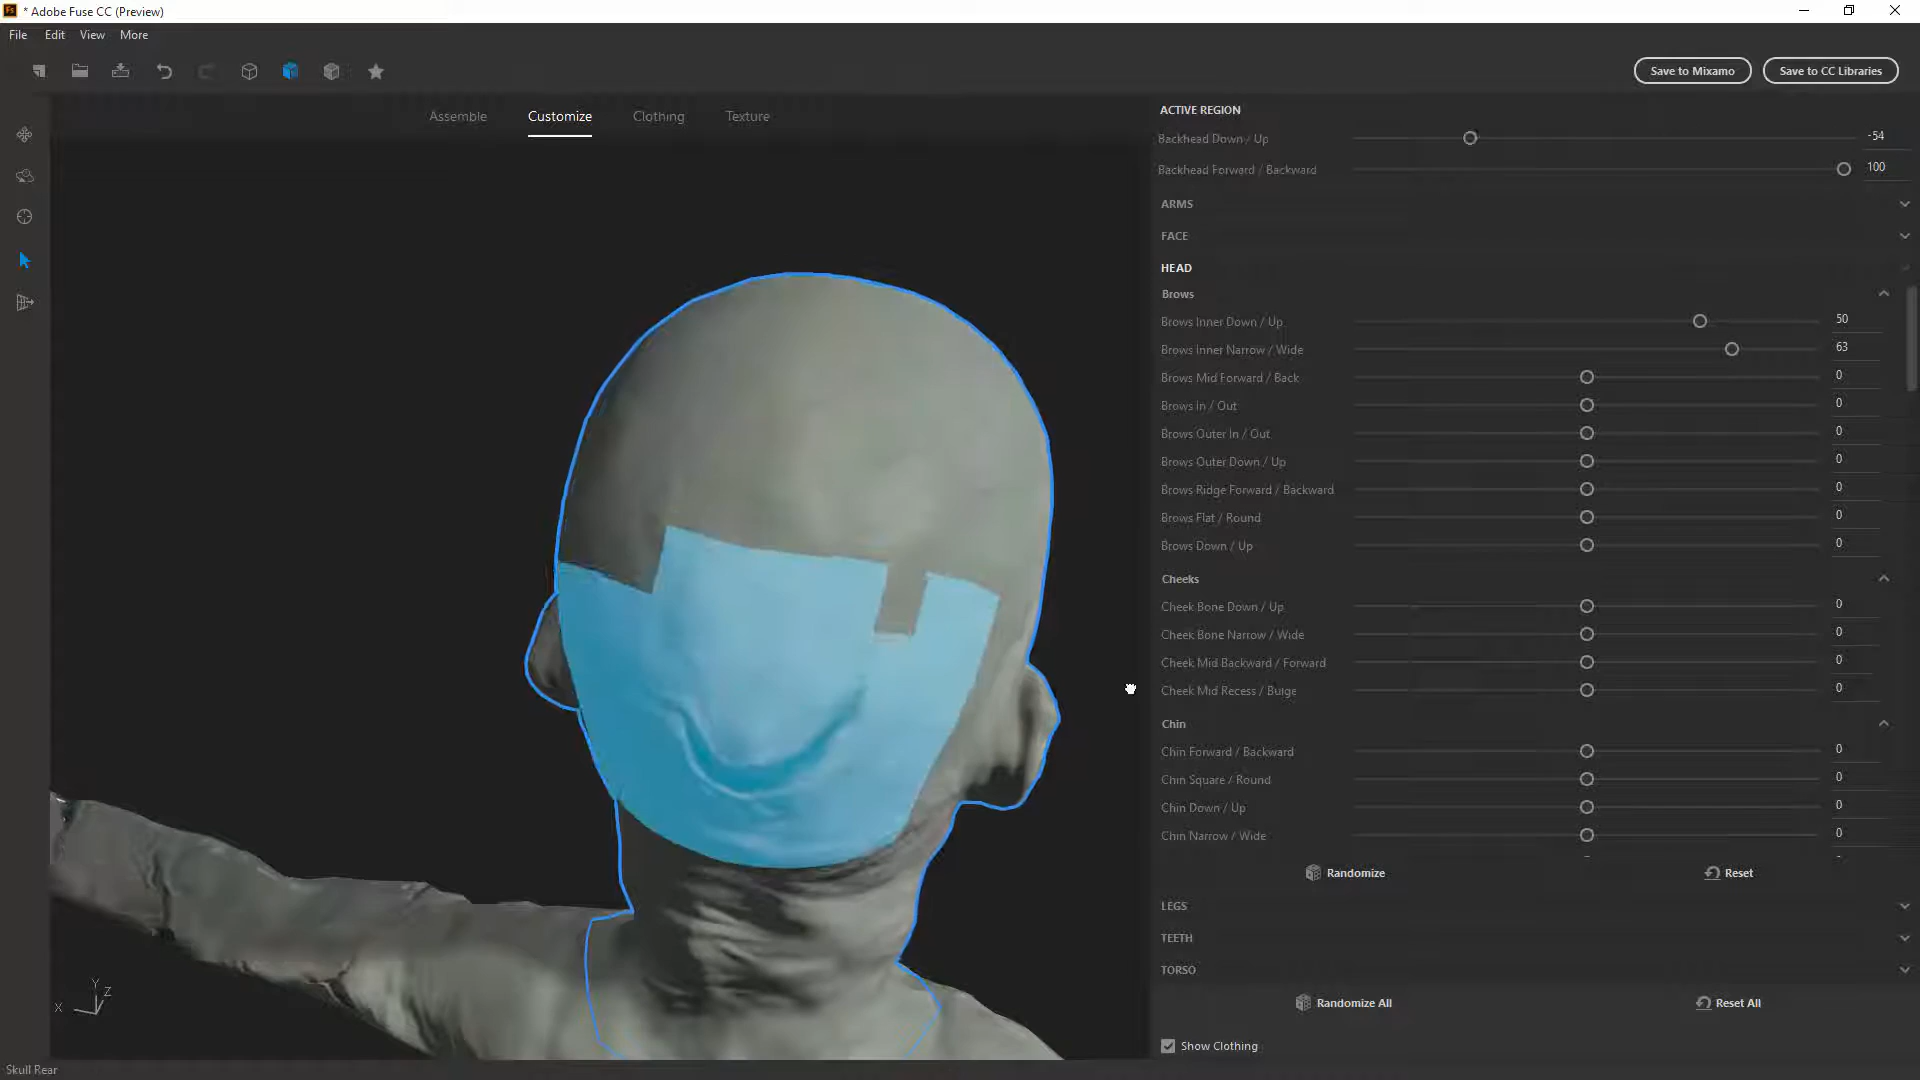 Fs * Adobe Fuse CC (Preview)
File Edit View More
Save to Mixamo Save to CC Libraries
Assemble Customize Clothing Texture
ACTIVE REGION
Backhead Down / Up -54
Backhead Forward / Backward 100
ARMS
FACE
HEAD
Brows
Brows Inner Down / Up 50
Brows Inner Narrow / Wide 63
Brows Mid Forward / Back 0
Brows In / Out 0
Brows Outer In / Out 0
Brows Outer Down / Up 0
Brows Ridge Forward / Backward 0
Brows Flat / Round 0
Brows Down / Up 0
Cheeks
Cheek Bone Down / Up 0
Cheek Bone Narrow / Wide 0
Cheek Mid Backward / Forward 0
Cheek Mid Recess / Bulge 0
Chin
Chin Forward / Backward 0
Chin Square / Round 0
Chin Down / Up 0
Chin Narrow / Wide 0
Randomize Reset
LEGS
TEETH
TORSO
Randomize All Reset All
Show Clothing
X Y Z
Skull Rear